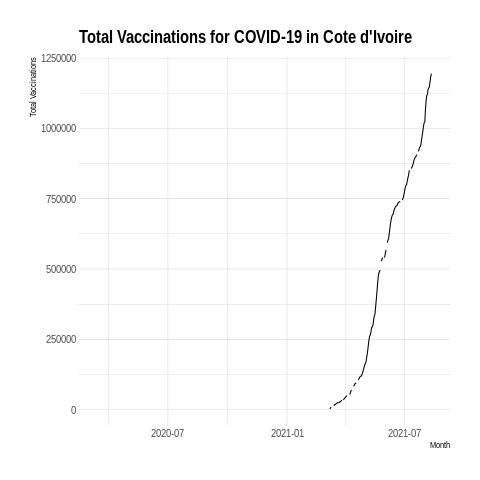 Total Vaccinations for COVID-19 in Cote d'Ivoire
Total Vaccinations
1250000
1000000
750000
500000
250000
0
2020-07 2021-01 2021-07
Month